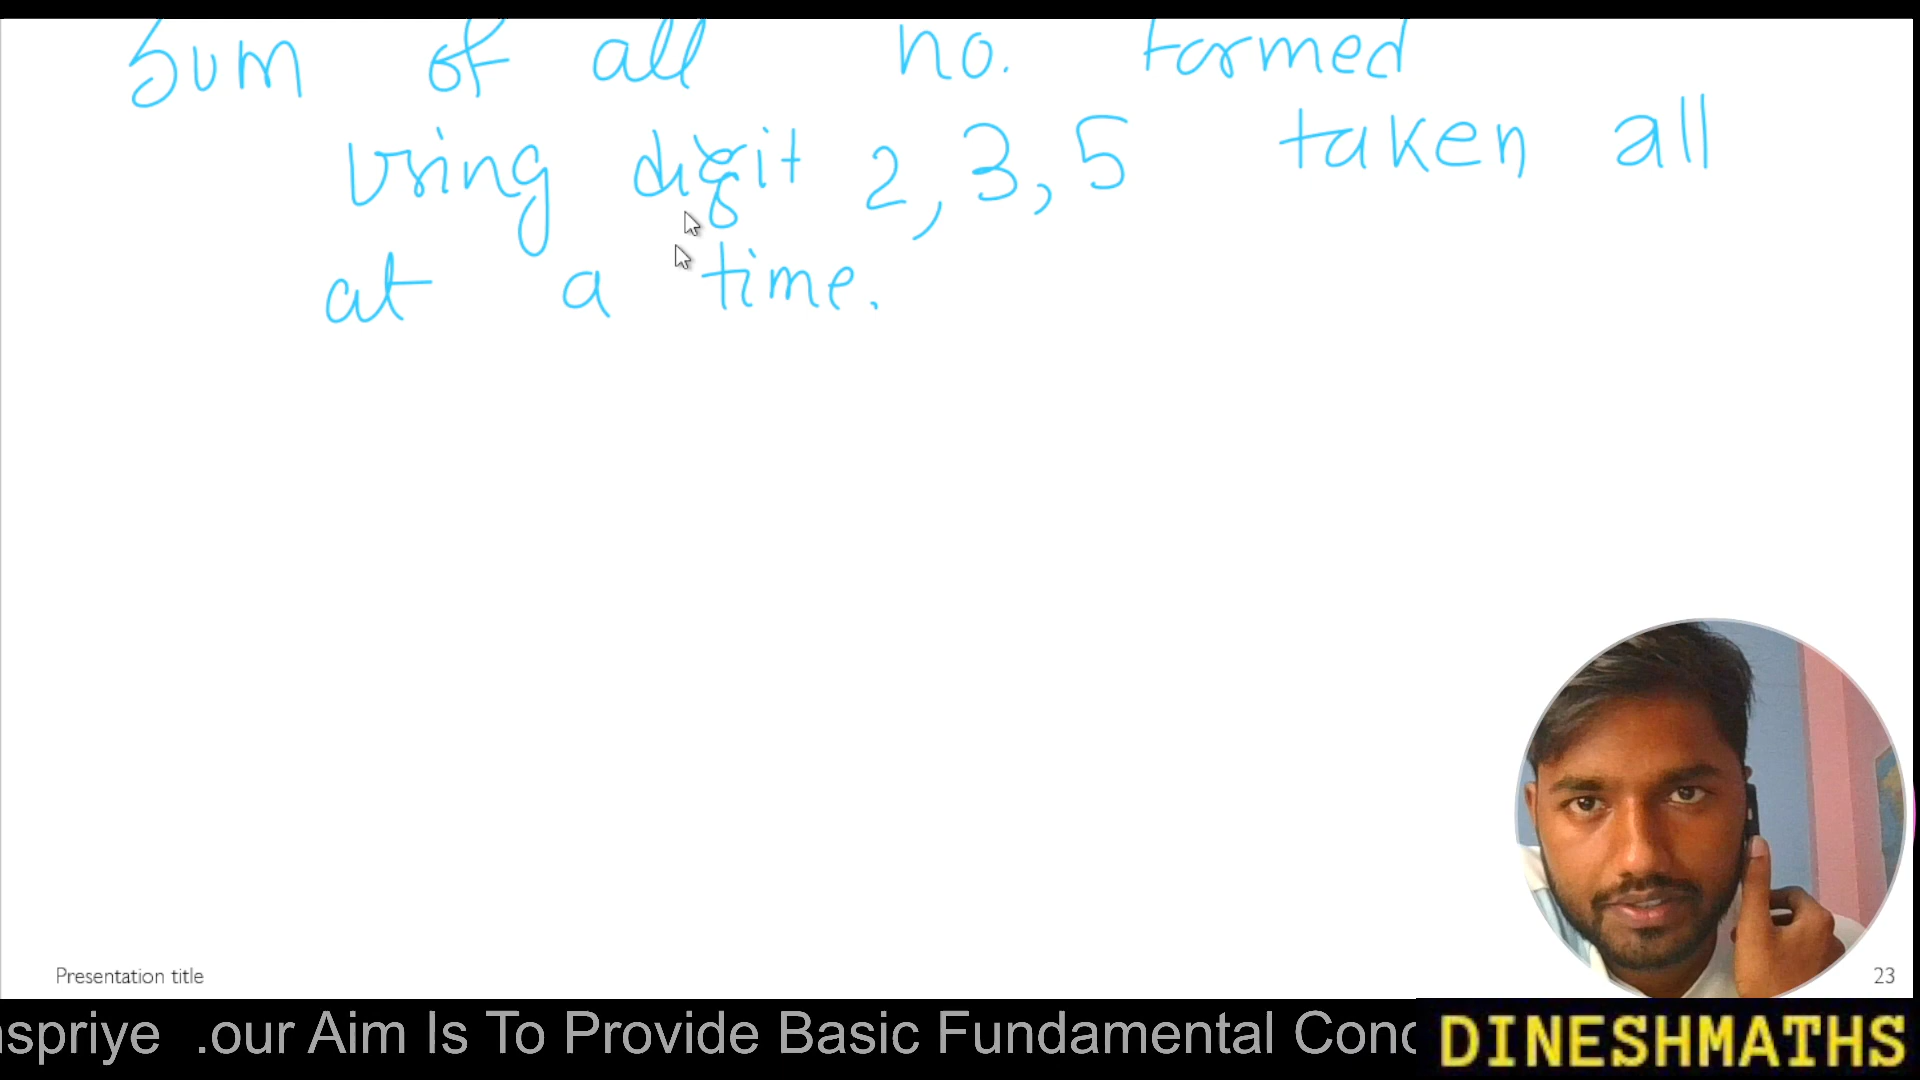 Sum of all no. formed
using digit 2, 3, 5 taken all
at a time.
Presentation title
23
nspriye .our Aim Is To Provide Basic Fundamental Conc
DINESHMATHS